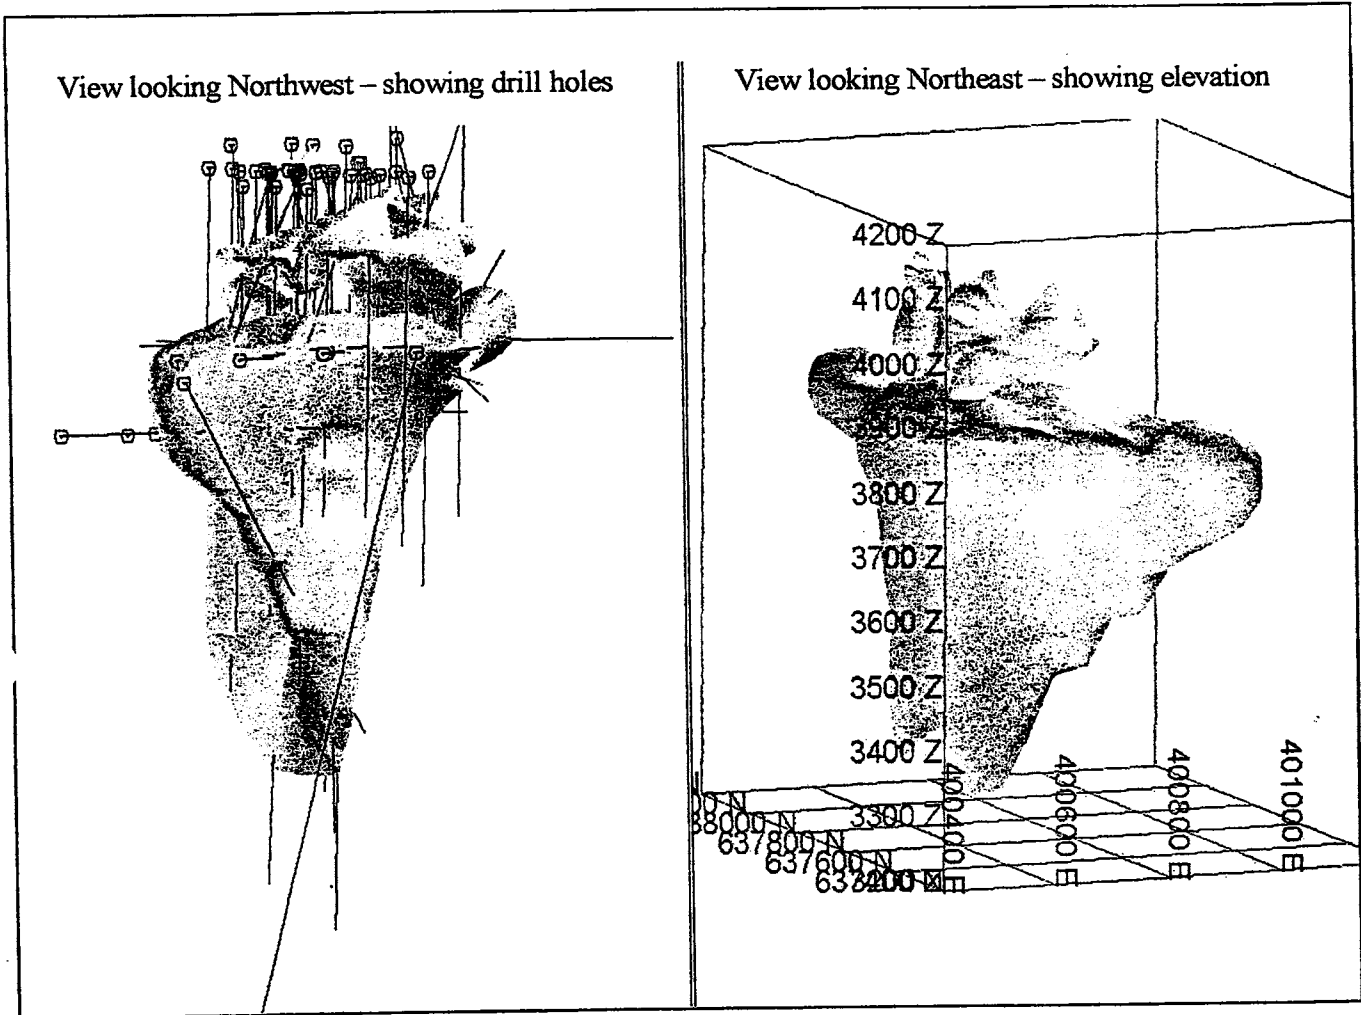 View looking Northwest – showing drill holes
View looking Northeast – showing elevation
4200 Z
4100 Z
4000 Z
3900 Z
3800 Z
3700 Z
3600 Z
3500 Z
3400 Z
3300 Z
38000 N
637800 N
637600 N
400400 E
400600 E
400800 E
401000 E